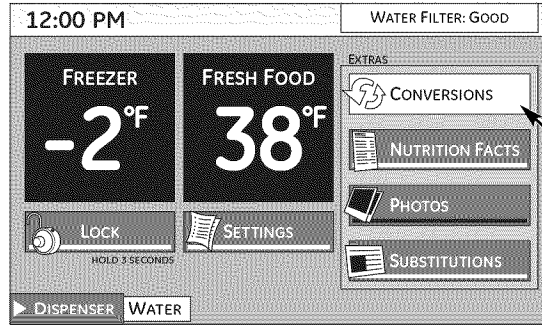 12:00 PM
WATER FILTER: GOOD
FREEZER
-2°F
FRESH FOOD
38°F
LOCK
HOLD 3 SECONDS
SETTINGS
EXTRAS
CONVERSIONS
NUTRITION FACTS
PHOTOS
SUBSTITUTIONS
DISPENSER
WATER